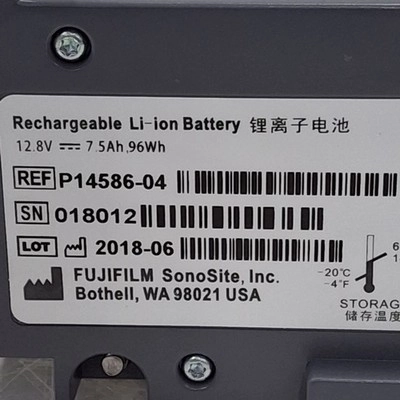 Rechargeable Li-ion Battery 锂离子电池
12.8V ⎓ 7.5Ah,96Wh
REF P14586-04
SN 018012
LOT 2018-06
FUJIFILM SonoSite, Inc.
Bothell, WA 98021 USA
-20°C
-4°F
STORAG
储存温度